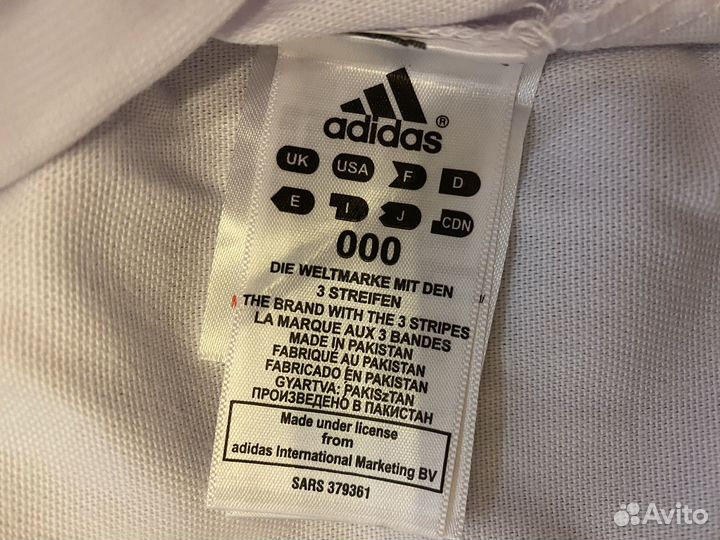 adidas®
UK USA F D
E I J CDN
000
DIE WELTMARKE MIT DEN
3 STREIFEN
THE BRAND WITH THE 3 STRIPES
LA MARQUE AUX 3 BANDES
MADE IN PAKISTAN
FABRIQUÉ AU PAKISTAN
FABRICADO EN PAKISTAN
GYARTVA: PAKISzTAN
ПРОИЗВЕДЕНО В ПАКИСТАН
Made under license
from
adidas International Marketing BV
SARS 379361
Avito